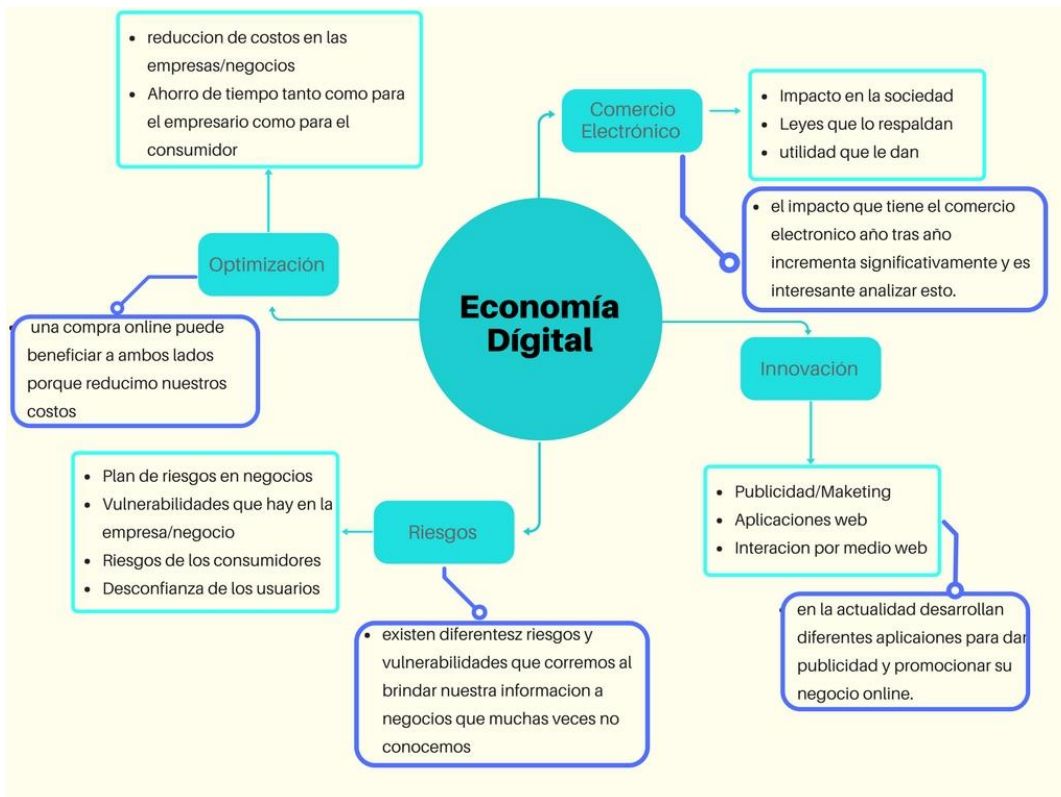 • reduccion de costos en las
empresas/negocios
• Ahorro de tiempo tanto como para
el empresario como para el
consumidor
Comercio
Electrónico
• Impacto en la sociedad
• Leyes que lo respaldan
• utilidad que le dan
• el impacto que tiene el comercio
electronico año tras año
incrementa significativamente y es
interesante analizar esto.
Optimización
• una compra online puede
beneficiar a ambos lados
porque reducimo nuestros
costos
Economía
Dígital
Innovación
• Publicidad/Maketing
• Aplicaciones web
• Interacion por medio web
• en la actualidad desarrollan
diferentes aplicaiones para dar
publicidad y promocionar su
negocio online.
Riesgos
• Plan de riesgos en negocios
• Vulnerabilidades que hay en la
empresa/negocio
• Riesgos de los consumidores
• Desconfianza de los usuarios
• existen diferentesz riesgos y
vulnerabilidades que corremos al
brindar nuestra informacion a
negocios que muchas veces no
conocemos